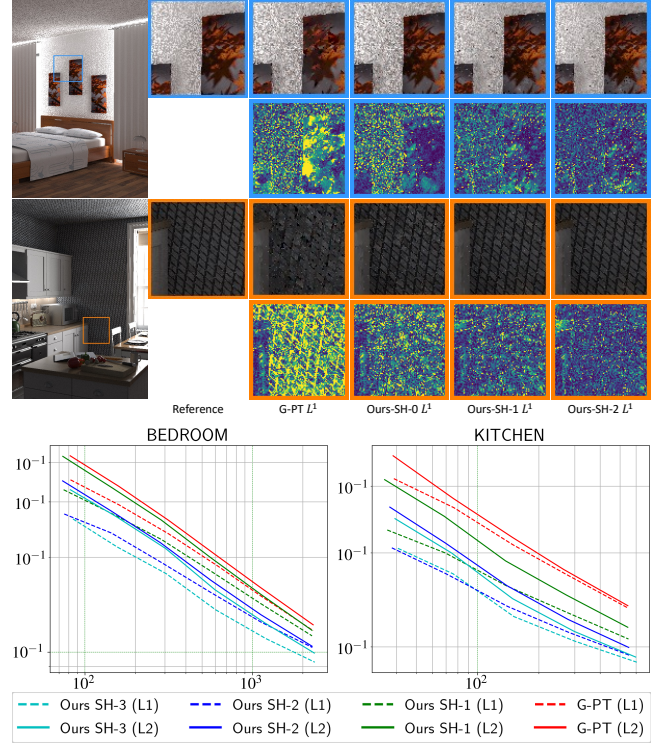 Reference G-PT L¹ Ours-SH-0 L¹ Ours-SH-1 L¹ Ours-SH-2 L¹
BEDROOM KITCHEN
10⁻¹
10⁻¹
10⁻¹
10⁻¹
10² 10³
10⁻¹
10⁻¹
10⁻¹
10²
Ours SH-3 (L1) Ours SH-2 (L1) Ours SH-1 (L1) G-PT (L1)
Ours SH-3 (L2) Ours SH-2 (L2) Ours SH-1 (L2) G-PT (L2)